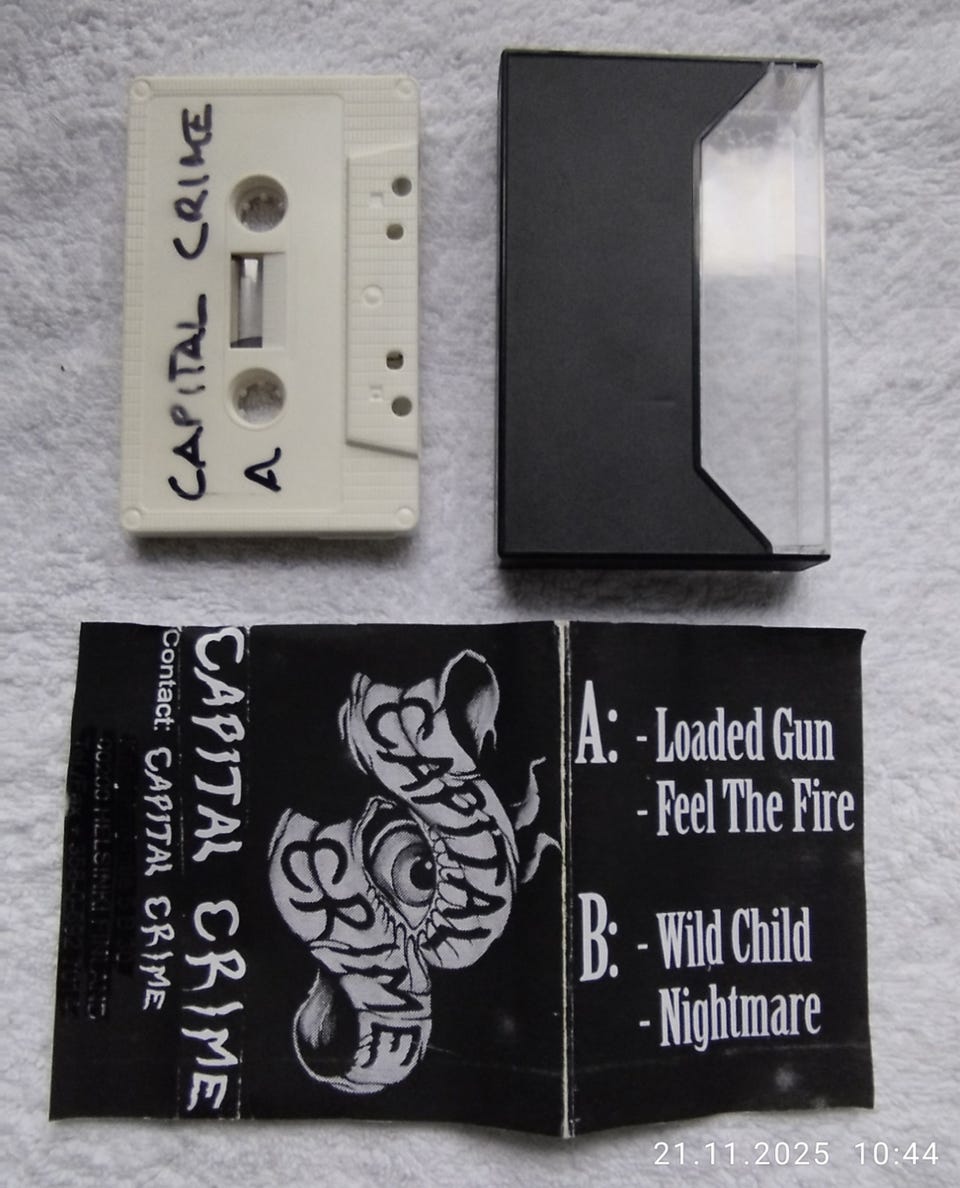 CAPITAL CRIME
A
CAPITAL CRIME
Contact: CAPITAL CRIME
CAPITAL
CRIME
A: - Loaded Gun
- Feel The Fire
B: - Wild Child
- Nightmare
21.11.2025 10:44